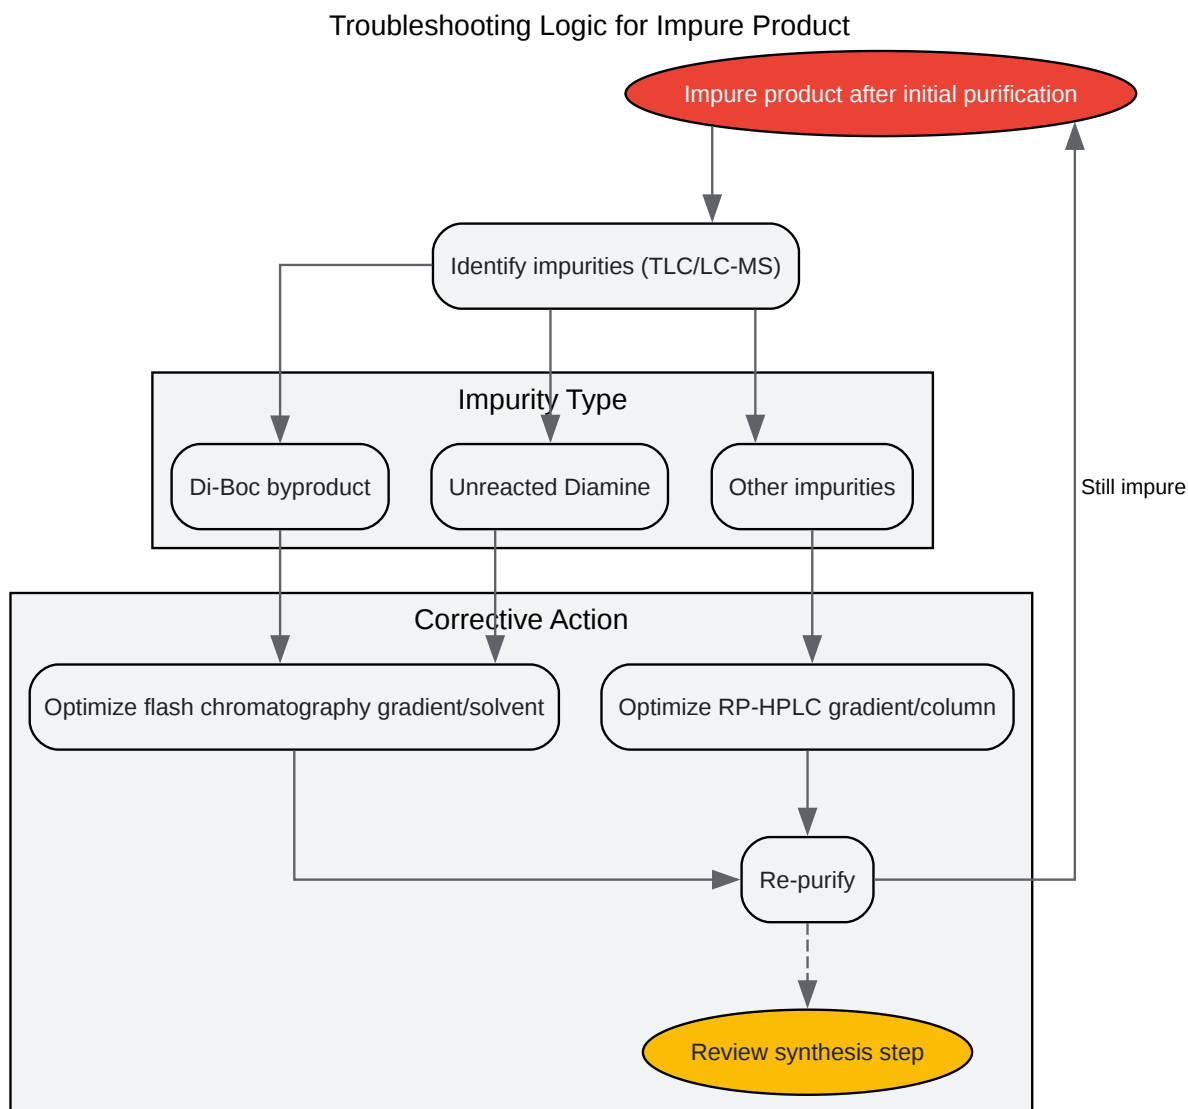 Troubleshooting Logic for Impure Product
Impure product after initial purification
Identify impurities (TLC/LC-MS)
Impurity Type
Di-Boc byproduct
Unreacted Diamine
Other impurities
Still impure
Corrective Action
Optimize flash chromatography gradient/solvent
Optimize RP-HPLC gradient/column
Re-purify
Review synthesis step